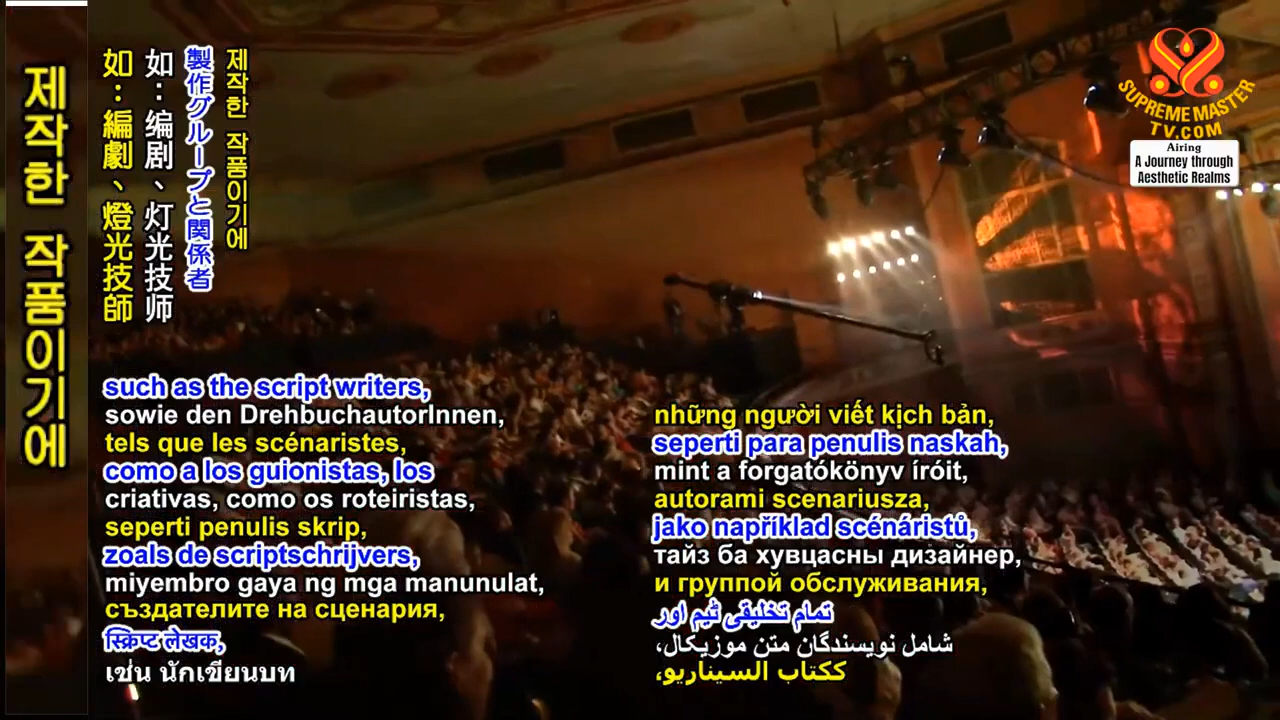 제작한 작품이기에
如：編劇、燈光技師
如：编剧、灯光技师
製作グループと関係者
제작한 작품이기에
SUPREME MASTER
TV.COM
Airing
A Journey through
Aesthetic Realms
such as the script writers,
sowie den DrehbuchautorInnen,
tels que les scénaristes,
como a los guionistas, los
criativas, como os roteiristas,
seperti penulis skrip,
zoals de scriptschrijvers,
miyembro gaya ng mga manunulat,
създателите на сценария,
स्क्रिप्ट लेखक,
เช่น นักเขียนบท
những người viết kịch bản,
seperti para penulis naskah,
mint a forgatókönyv íróit,
autorami scenariusza,
jako například scénáristů,
тайз ба хувцасны дизайнер,
и группой обслуживания,
تمام تخلیقی ٹیم اور
شامل نویسندگان متن موزیکال،
ككتاب السيناريو،